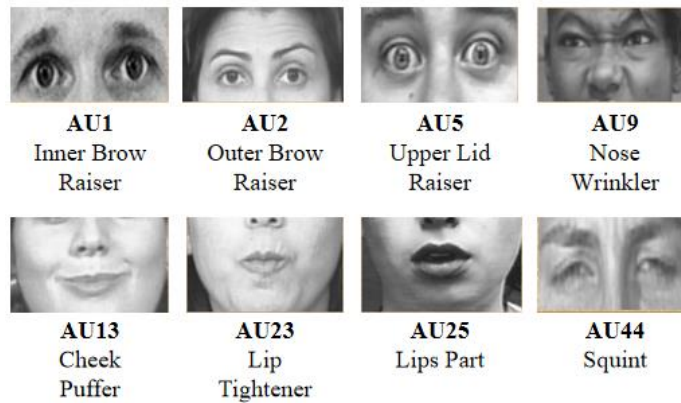 AU1
Inner Brow
Raiser
AU2
Outer Brow
Raiser
AU5
Upper Lid
Raiser
AU9
Nose
Wrinkler
AU13
Cheek
Puffer
AU23
Lip
Tightener
AU25
Lips Part
AU44
Squint